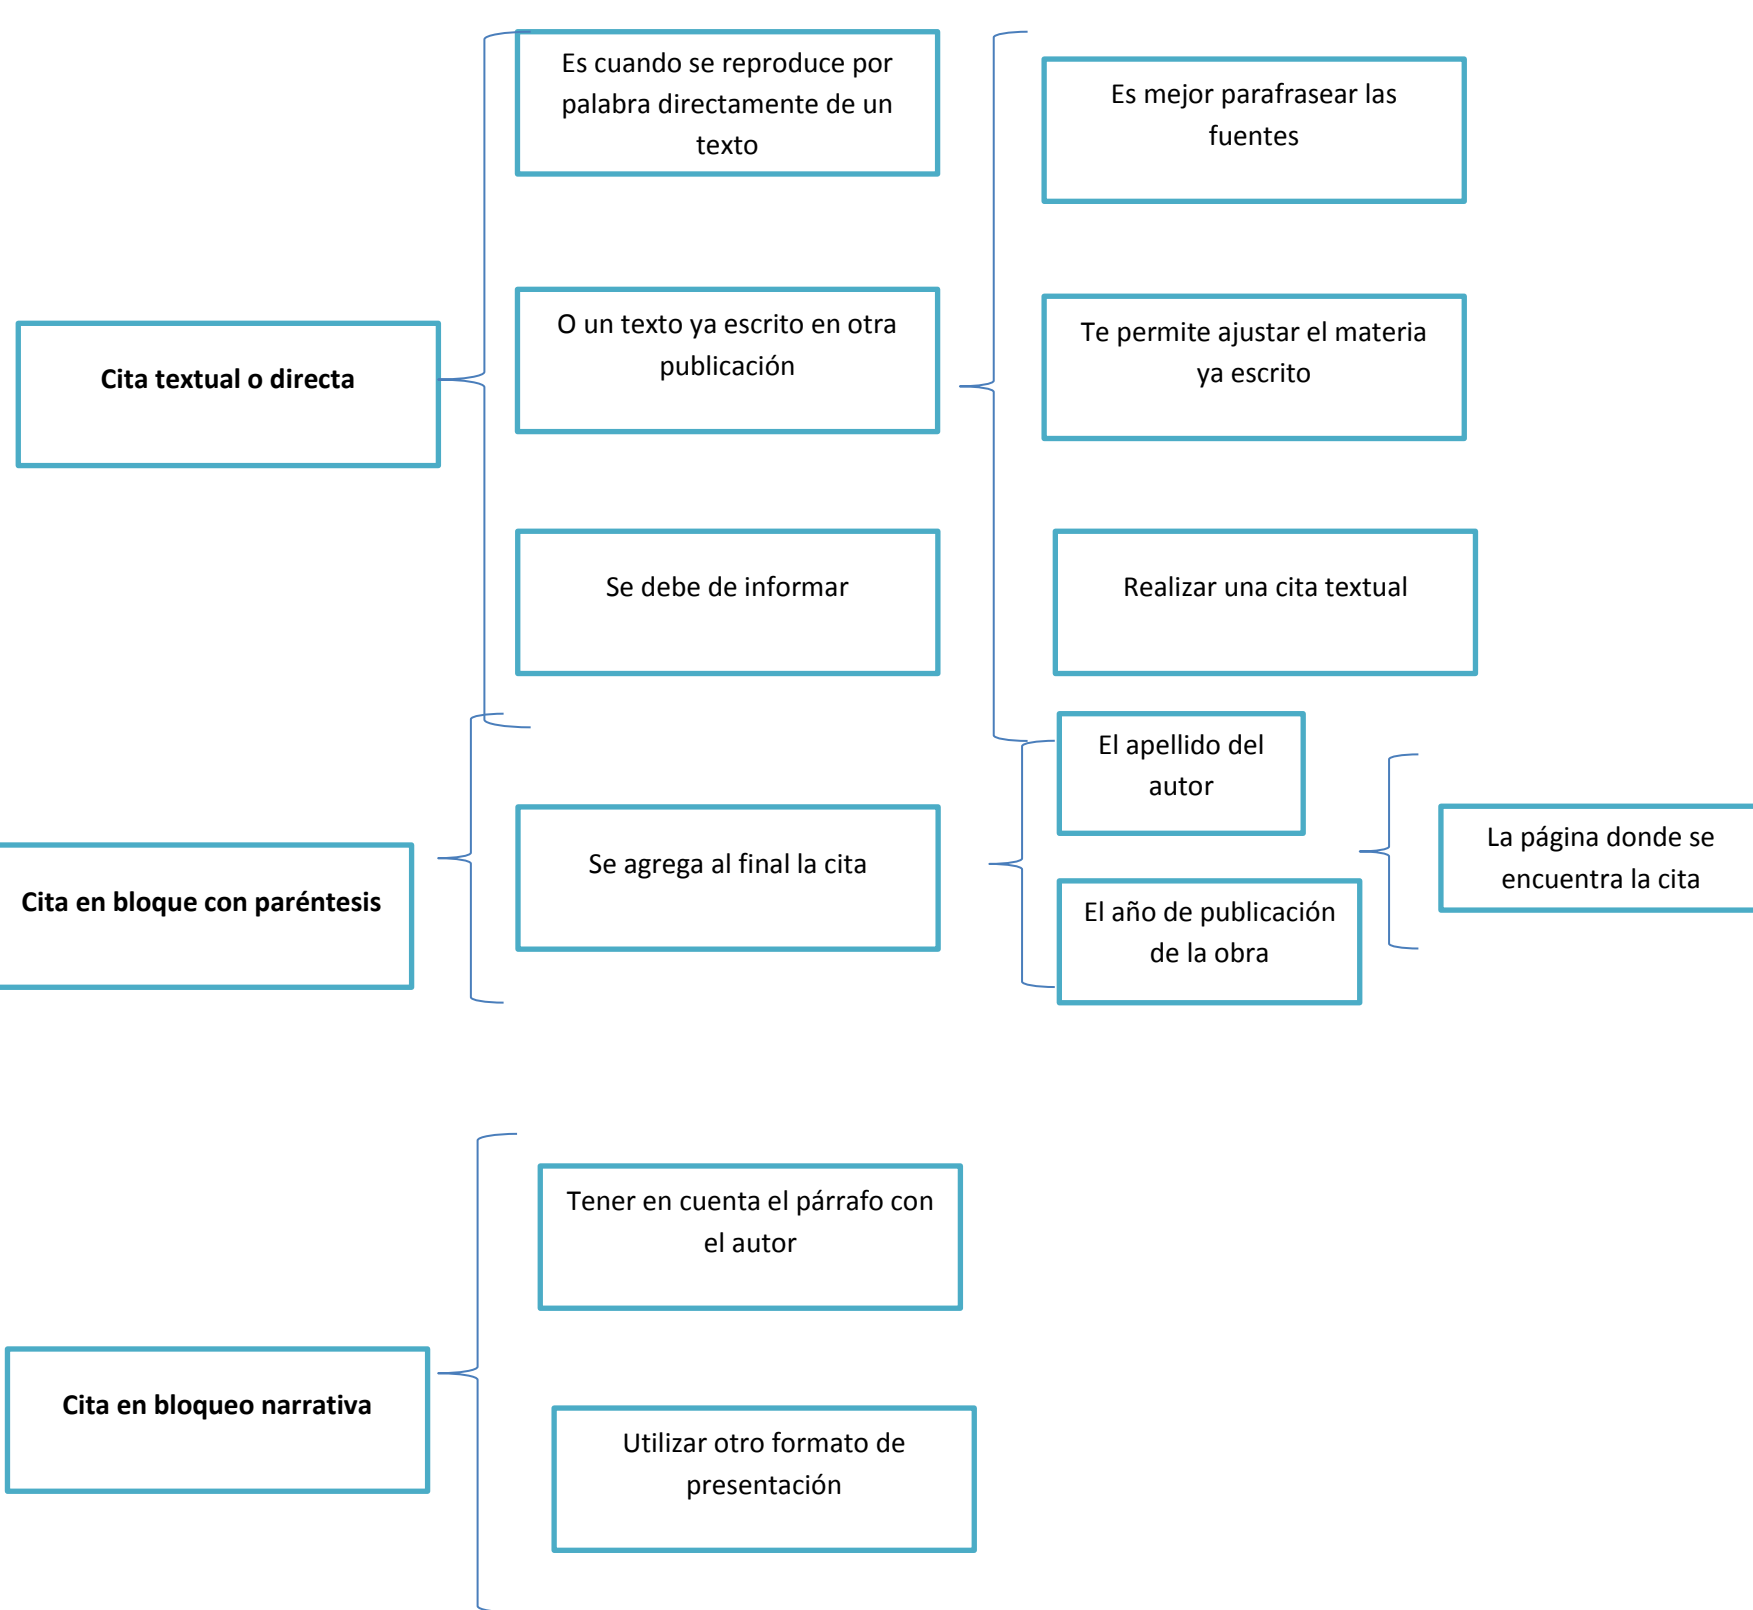 Cita textual o directa
Es cuando se reproduce por
palabra directamente de un
texto
O un texto ya escrito en otra
publicación
Se debe de informar
Es mejor parafrasear las
fuentes
Te permite ajustar el materia
ya escrito
Realizar una cita textual
Cita en bloque con paréntesis
Se agrega al final la cita
El apellido del
autor
El año de publicación
de la obra
La página donde se
encuentra la cita
Cita en bloqueo narrativa
Tener en cuenta el párrafo con
el autor
Utilizar otro formato de
presentación